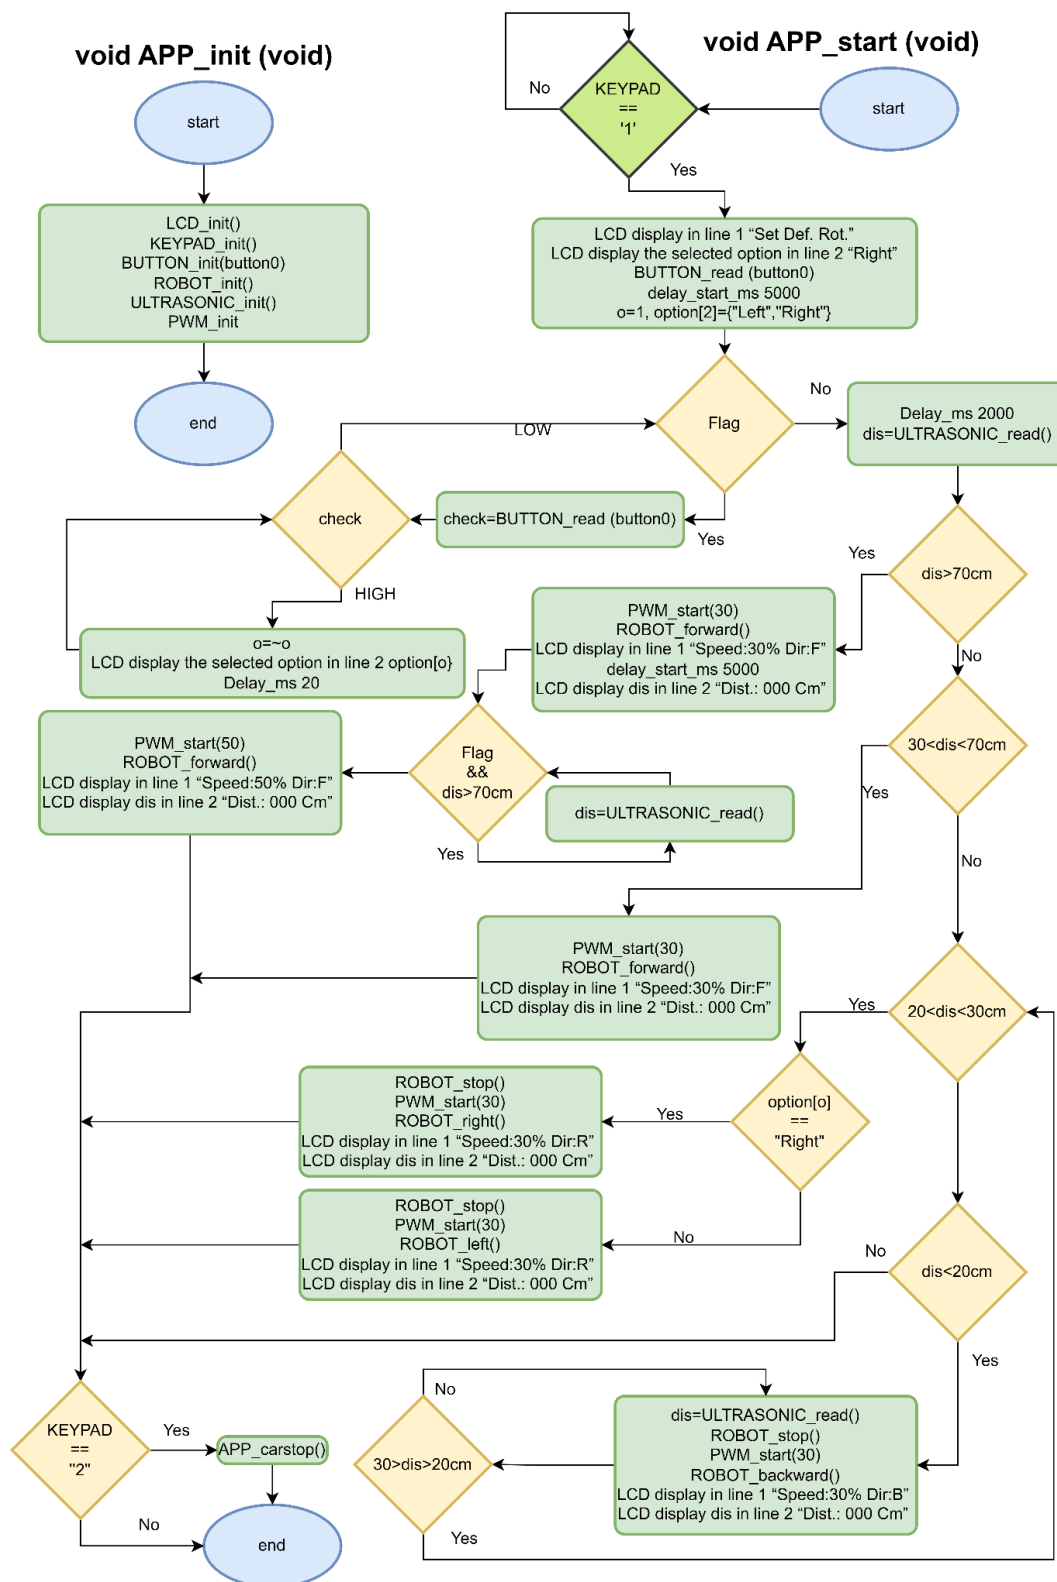 void APP_init (void)
start
LCD_init()
KEYPAD_init()
BUTTON_init(button0)
ROBOT_init()
ULTRASONIC_init()
PWM_init
end
void APP_start (void)
start
KEYPAD
==
'1'
No
Yes
LCD display in line 1 “Set Def. Rot.”
LCD display the selected option in line 2 “Right”
BUTTON_read (button0)
delay_start_ms 5000
o=1, option[2]={"Left","Right"}
Flag
No
Delay_ms 2000
dis=ULTRASONIC_read()
LOW
check
check=BUTTON_read (button0)
Yes
HIGH
o=~o
LCD display the selected option in line 2 option[o}
Delay_ms 20
dis>70cm
Yes
No
PWM_start(30)
ROBOT_forward()
LCD display in line 1 “Speed:30% Dir:F”
delay_start_ms 5000
LCD display dis in line 2 “Dist.: 000 Cm”
Flag
&&
dis>70cm
Yes
dis=ULTRASONIC_read()
PWM_start(50)
ROBOT_forward()
LCD display in line 1 “Speed:50% Dir:F”
LCD display dis in line 2 “Dist.: 000 Cm”
30<dis<70cm
Yes
No
PWM_start(30)
ROBOT_forward()
LCD display in line 1 “Speed:30% Dir:F”
LCD display dis in line 2 “Dist.: 000 Cm”
20<dis<30cm
Yes
option[o]
==
"Right"
Yes
ROBOT_stop()
PWM_start(30)
ROBOT_right()
LCD display in line 1 “Speed:30% Dir:R”
LCD display dis in line 2 “Dist.: 000 Cm”
No
ROBOT_stop()
PWM_start(30)
ROBOT_left()
LCD display in line 1 “Speed:30% Dir:R”
LCD display dis in line 2 “Dist.: 000 Cm”
dis<20cm
No
Yes
dis=ULTRASONIC_read()
ROBOT_stop()
PWM_start(30)
ROBOT_backward()
LCD display in line 1 “Speed:30% Dir:B”
LCD display dis in line 2 “Dist.: 000 Cm”
30>dis>20cm
No
Yes
KEYPAD
==
"2"
Yes
APP_carstop()
No
end